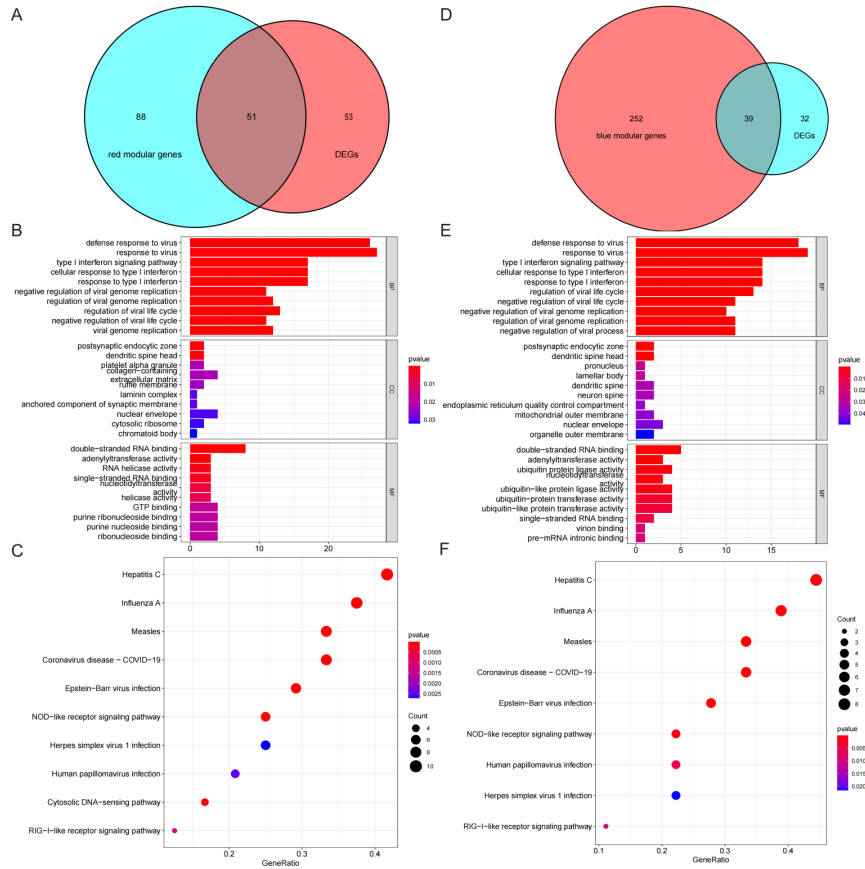 A
88
51
53
red modular genes
DEGs
B
defense response to virus
response to virus
type I interferon signaling pathway
cellular response to type I interferon
response to type I interferon
negative regulation of viral genome replication
regulation of viral genome replication
regulation of viral life cycle
negative regulation of viral life cycle
viral genome replication
BP
postsynaptic endocytic zone
dendritic spine head
platelet alpha granule
collagen-containing
extracellular matrix
ruffle membrane
laminin complex
anchored component of synaptic membrane
nuclear envelope
cytosolic ribosome
chromatoid body
CC
double-stranded RNA binding
adenylyltransferase activity
RNA helicase activity
single-stranded RNA binding
nucleotidyltransferase
activity
helicase activity
GTP binding
purine ribonucleoside binding
purine nucleoside binding
ribonucleoside binding
MF
0
10
20
pvalue
0.01
0.02
0.03
C
Hepatitis C
Influenza A
Measles
Coronavirus disease − COVID−19
Epstein−Barr virus infection
NOD−like receptor signaling pathway
Herpes simplex virus 1 infection
Human papillomavirus infection
Cytosolic DNA−sensing pathway
RIG−I−like receptor signaling pathway
0.2
0.3
0.4
GeneRatio
pvalue
0.0005
0.0010
0.0015
0.0020
0.0025
Count
4
6
8
10
D
252
39
32
blue modular genes
DEGs
E
defense response to virus
response to virus
type I interferon signaling pathway
cellular response to type I interferon
response to type I interferon
regulation of viral life cycle
negative regulation of viral life cycle
negative regulation of viral genome replication
regulation of viral genome replication
negative regulation of viral process
BP
postsynaptic endocytic zone
dendritic spine head
pronucleus
lamellar body
dendritic spine
neuron spine
endoplasmic reticulum quality control compartment
mitochondrial outer membrane
nuclear envelope
organelle outer membrane
CC
double-stranded RNA binding
adenylyltransferase activity
ubiquitin protein ligase activity
nucleotidyltransferase
activity
ubiquitin-like protein ligase activity
ubiquitin-protein transferase activity
ubiquitin-like protein transferase activity
single-stranded RNA binding
virion binding
pre-mRNA intronic binding
MF
0
5
10
15
pvalue
0.01
0.02
0.03
0.04
F
Hepatitis C
Influenza A
Measles
Coronavirus disease − COVID−19
Epstein−Barr virus infection
NOD−like receptor signaling pathway
Human papillomavirus infection
Herpes simplex virus 1 infection
RIG−I−like receptor signaling pathway
0.1
0.2
0.3
0.4
GeneRatio
Count
2
3
4
5
6
7
8
pvalue
0.005
0.010
0.015
0.020